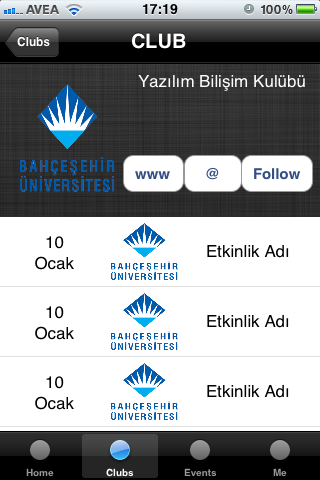 AVEA 17:19 100%
Clubs CLUB
Yazılım Bilişim Kulübü
BAHÇEŞEHİR
ÜNİVERSİTESİ
www @ Follow
10
Ocak
BAHÇEŞEHİR
ÜNİVERSİTESİ
Etkinlik Adı
10
Ocak
BAHÇEŞEHİR
ÜNİVERSİTESİ
Etkinlik Adı
10
Ocak
BAHÇEŞEHİR
ÜNİVERSİTESİ
Etkinlik Adı
Home Clubs Events Me